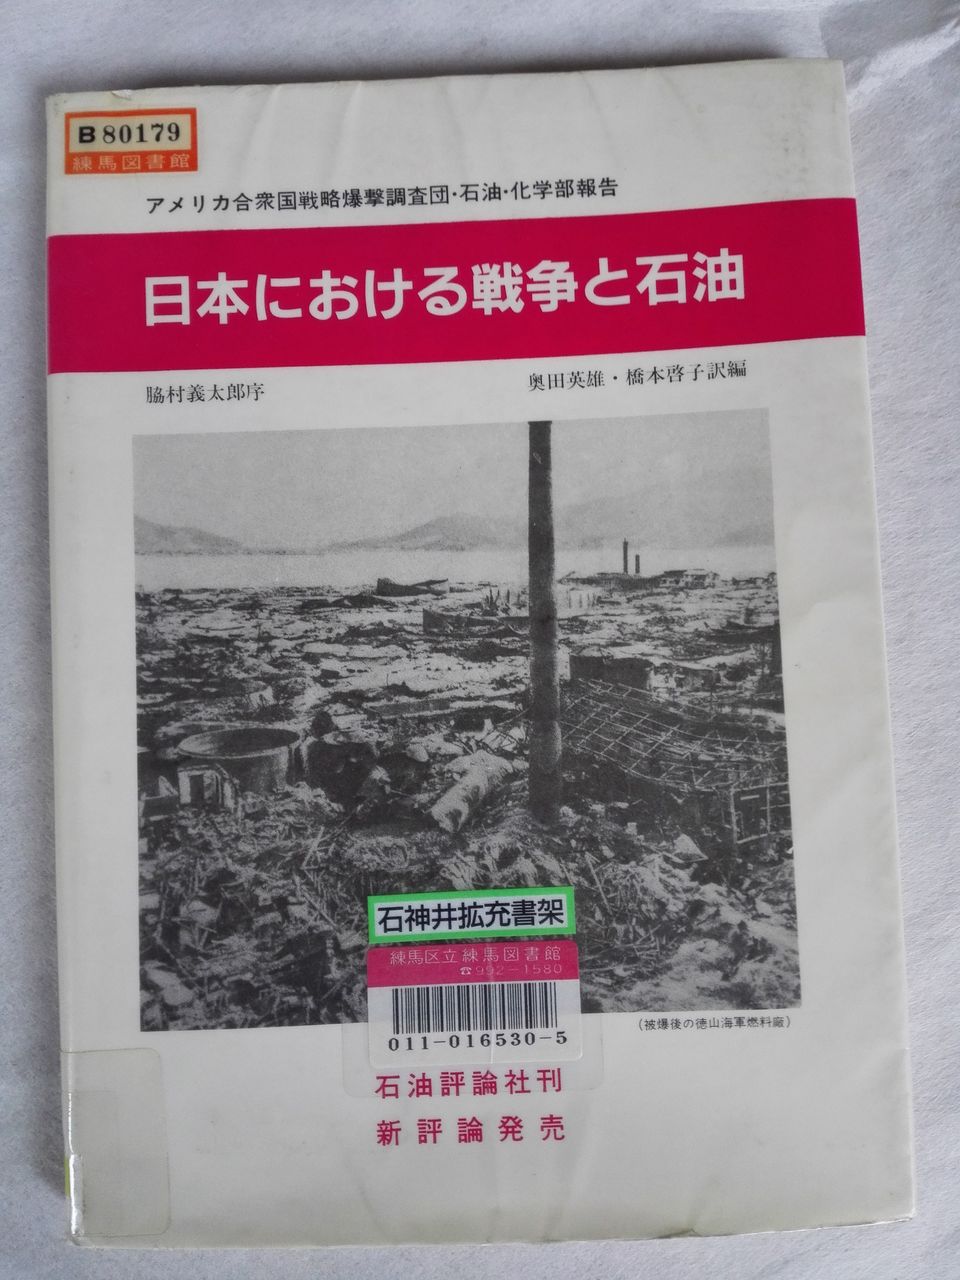 B80179
練馬図書館
アメリカ合衆国戦略爆撃調査団・石油・化学部報告
日本における戦争と石油
脇村義太郎序
奥田英雄・橋本啓子訳編
石神井拡充書架
練馬区立練馬図書館
☎992-1580
011-016530-5
(被爆後の徳山海軍燃料廠)
石油評論社刊
新評論発売